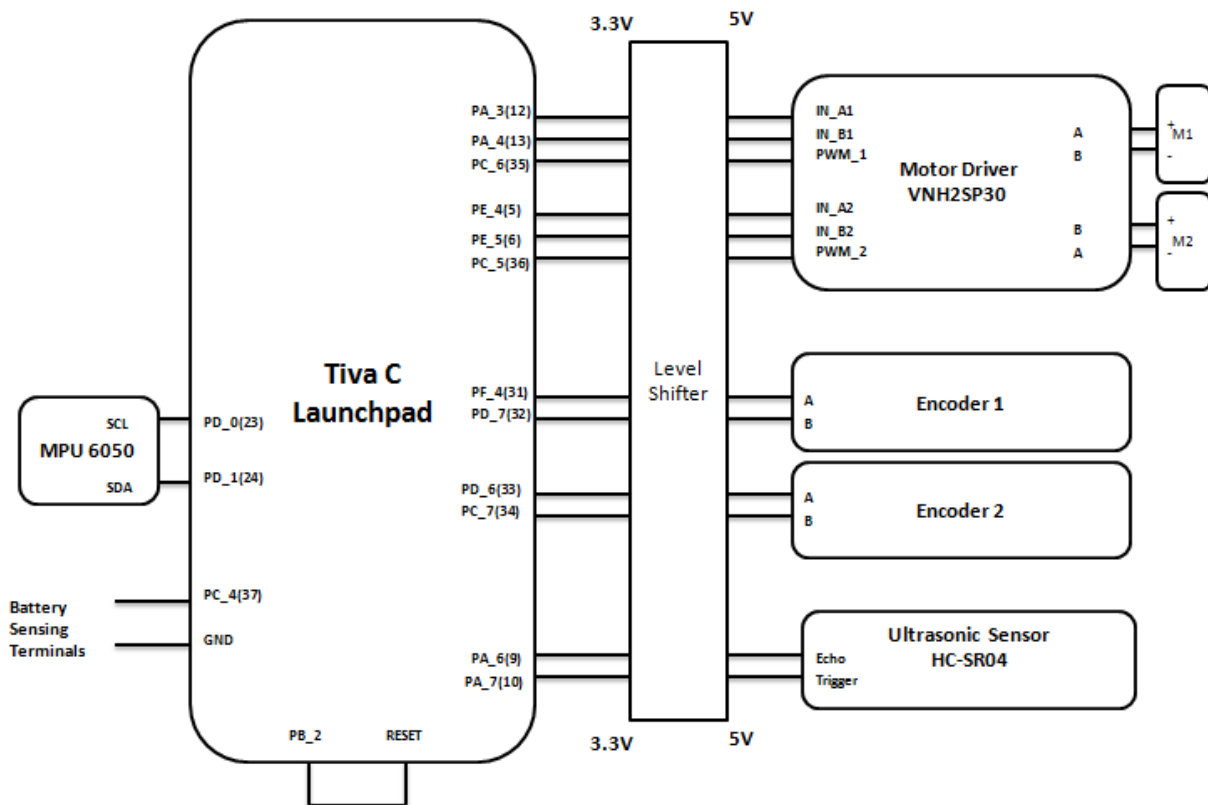 3.3V
5V
PA_3(12)
PA_4(13)
PC_6(35)
PE_4(5)
PE_5(6)
PC_5(36)
IN_A1
IN_B1
PWM_1
IN_A2
IN_B2
PWM_2
Motor Driver
VNH2SP30
A
B
B
A
+
M1
-
+
M2
-
Tiva C
Launchpad
Level
Shifter
PF_4(31)
PD_7(32)
A
B
Encoder 1
SCL
MPU 6050
SDA
PD_0(23)
PD_1(24)
PD_6(33)
PC_7(34)
A
B
Encoder 2
Battery
Sensing
Terminals
PC_4(37)
GND
PA_6(9)
PA_7(10)
Ultrasonic Sensor
HC-SR04
Echo
Trigger
PB_2
RESET
3.3V
5V